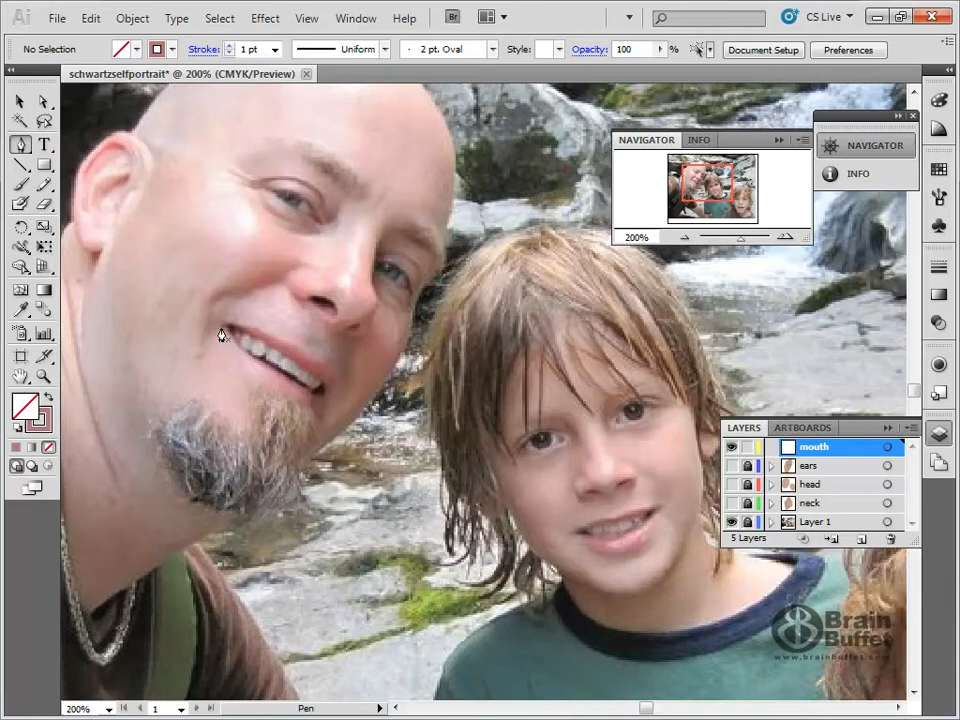 Ai File Edit Object Type Select Effect View Window Help Br CS Live
No Selection Stroke: 1 pt Uniform 2 pt. Oval Style: Opacity: 100 % Document Setup Preferences
schwartzselfportrait* @ 200% (CMYK/Preview)
NAVIGATOR INFO
200%
NAVIGATOR
INFO
LAYERS ARTBOARDS
mouth
ears
head
neck
Layer 1
5 Layers
Brain
Buffet
www.brainbuffet.com
200% 1 Pen